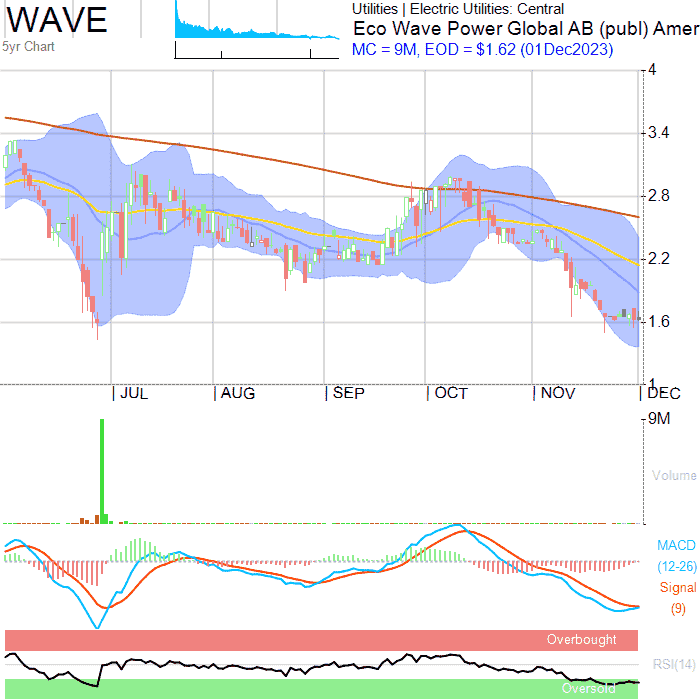 WAVE
5yr Chart
Utilities | Electric Utilities: Central
Eco Wave Power Global AB (publ) Amer
MC = 9M, EOD = $1.62 (01Dec2023)
4
3.4
2.8
2.2
1.6
1
JUL AUG SEP OCT NOV DEC
9M
Volume
MACD
(12-26)
Signal
(9)
Overbought
RSI(14)
Oversold